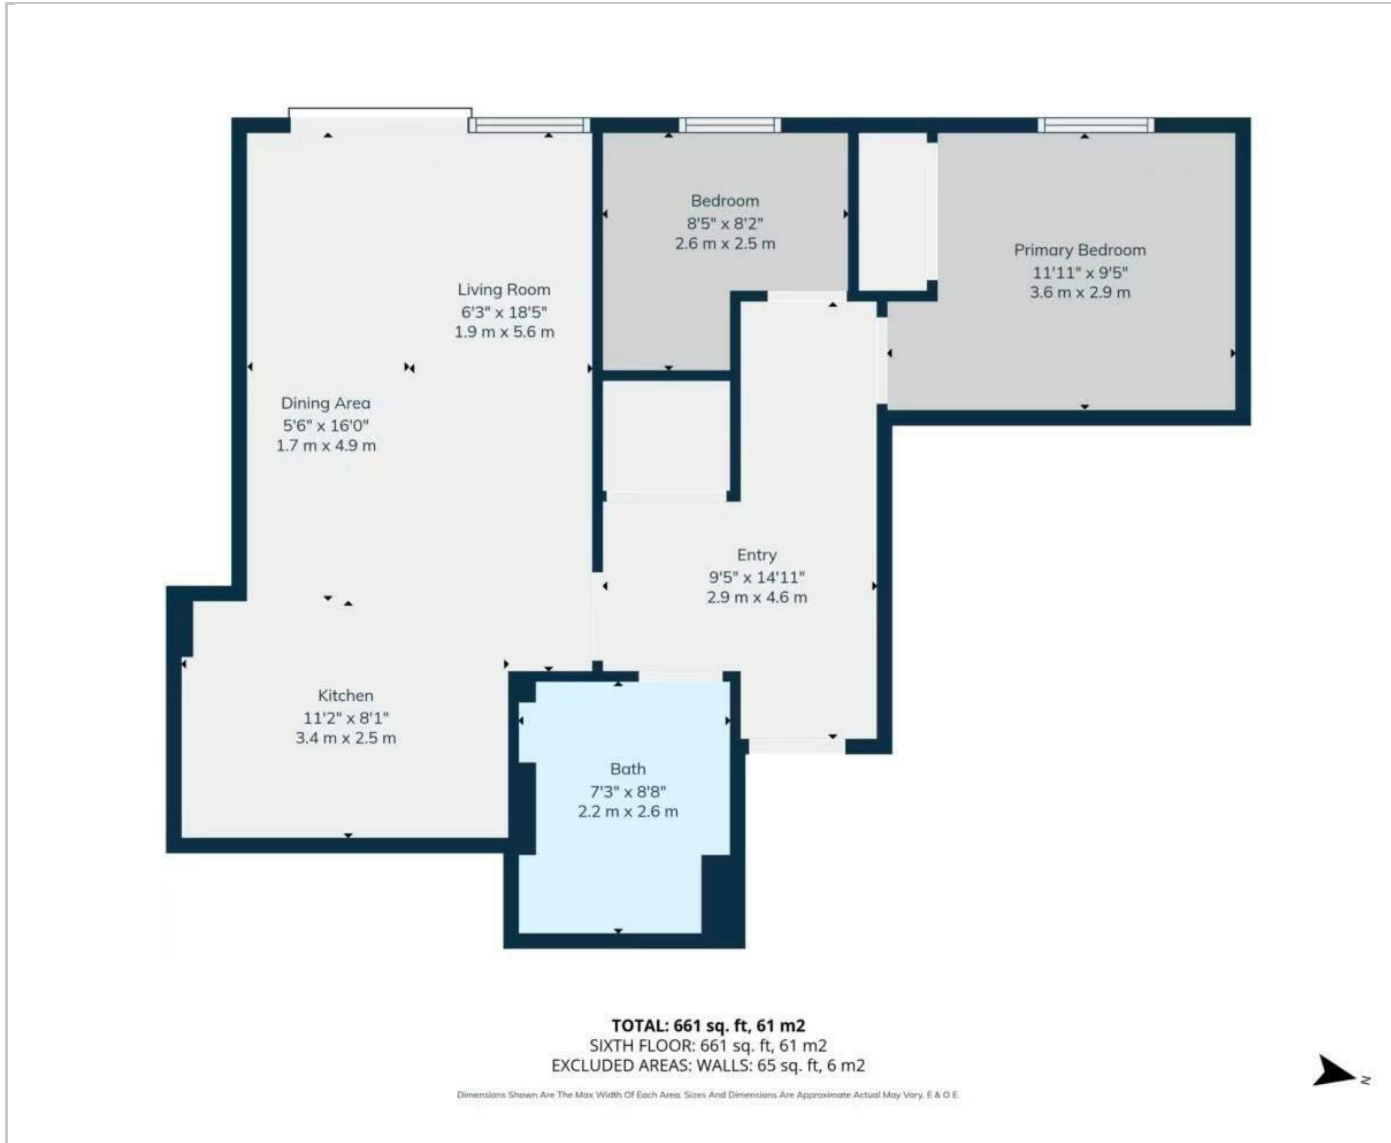 Bedroom
8'5" x 8'2"
2.6 m x 2.5 m
Primary Bedroom
11'11" x 9'5"
3.6 m x 2.9 m
Living Room
6'3" x 18'5"
1.9 m x 5.6 m
Dining Area
5'6" x 16'0"
1.7 m x 4.9 m
Entry
9'5" x 14'11"
2.9 m x 4.6 m
Kitchen
11'2" x 8'1"
3.4 m x 2.5 m
Bath
7'3" x 8'8"
2.2 m x 2.6 m
TOTAL: 661 sq. ft, 61 m2
SIXTH FLOOR: 661 sq. ft, 61 m2
EXCLUDED AREAS: WALLS: 65 sq. ft, 6 m2
Dimensions Shown Are The Max Width Of Each Area. Sizes And Dimensions Are Approximate Actual May Vary. E & O E.
N